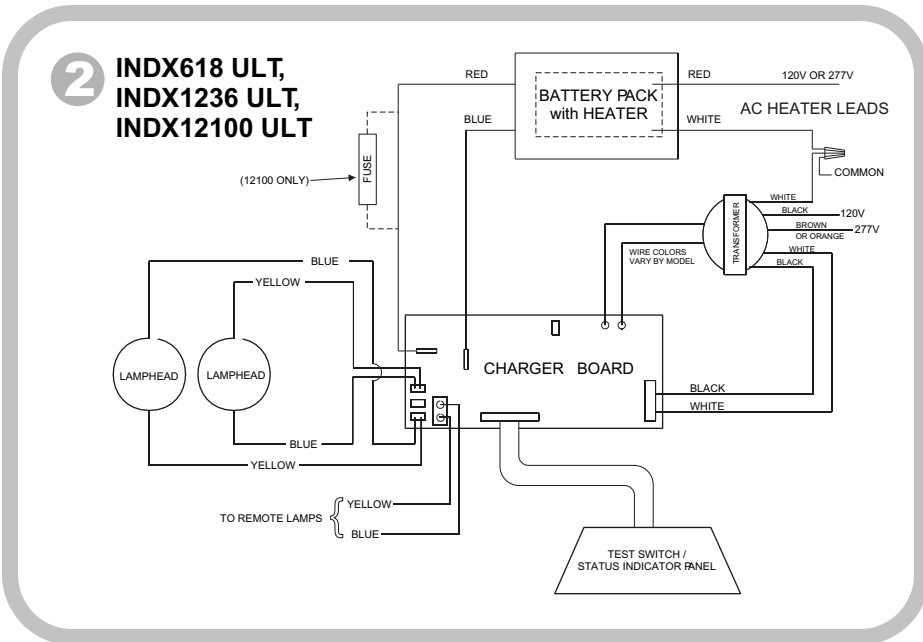 2
INDX618 ULT,
INDX1236 ULT,
INDX12100 ULT
RED
BLUE
BATTERY PACK
with HEATER
RED
120V OR 277V
AC HEATER LEADS
WHITE
COMMON
(12100 ONLY)
FUSE
TRANSFORMER
WHITE
BLACK
120V
BROWN
OR ORANGE
277V
WHITE
BLACK
WIRE COLORS
VARY BY MODEL
BLUE
YELLOW
LAMPHEAD
LAMPHEAD
CHARGER BOARD
BLACK
WHITE
BLUE
YELLOW
TO REMOTE LAMPS
YELLOW
BLUE
TEST SWITCH /
STATUS INDICATOR PANEL